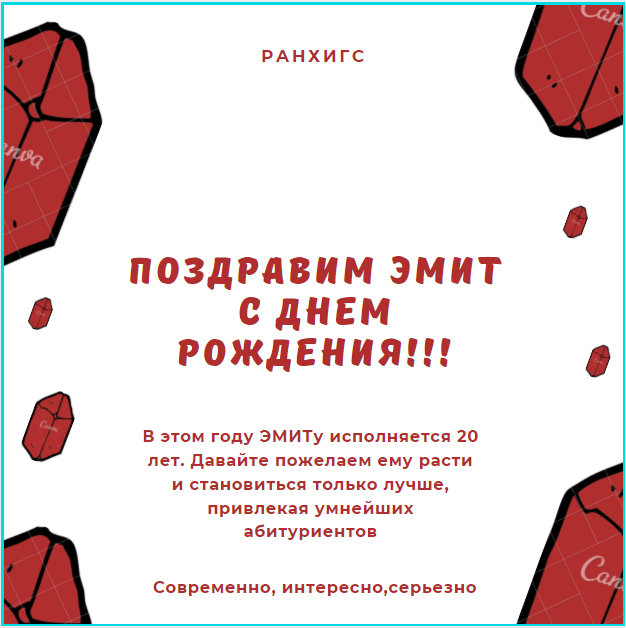 РАНХИГС
ПОЗДРАВИМ ЭМИТ
С ДНЕМ
РОЖДЕНИЯ!!!
В этом году ЭМИТу исполняется 20
лет. Давайте пожелаем ему расти
и становиться только лучше,
привлекая умнейших
абитуриентов
Современно, интересно,серьезно